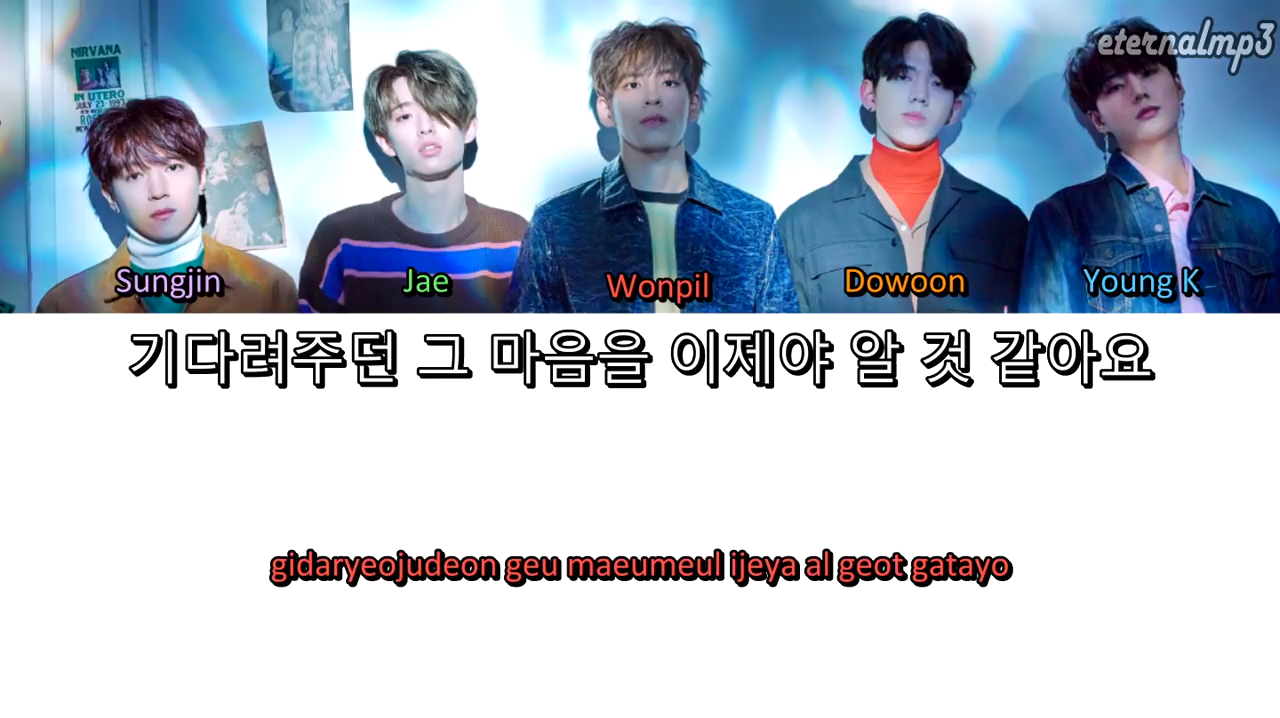 NIRVANA
IN UTERO
eternalmp3
Sungjin
Jae
Wonpil
Dowoon
Young K
기다려주던 그 마음을 이제야 알 것 같아요
gidaryeojudeon geu maeumeul ijeya al geot gatayo